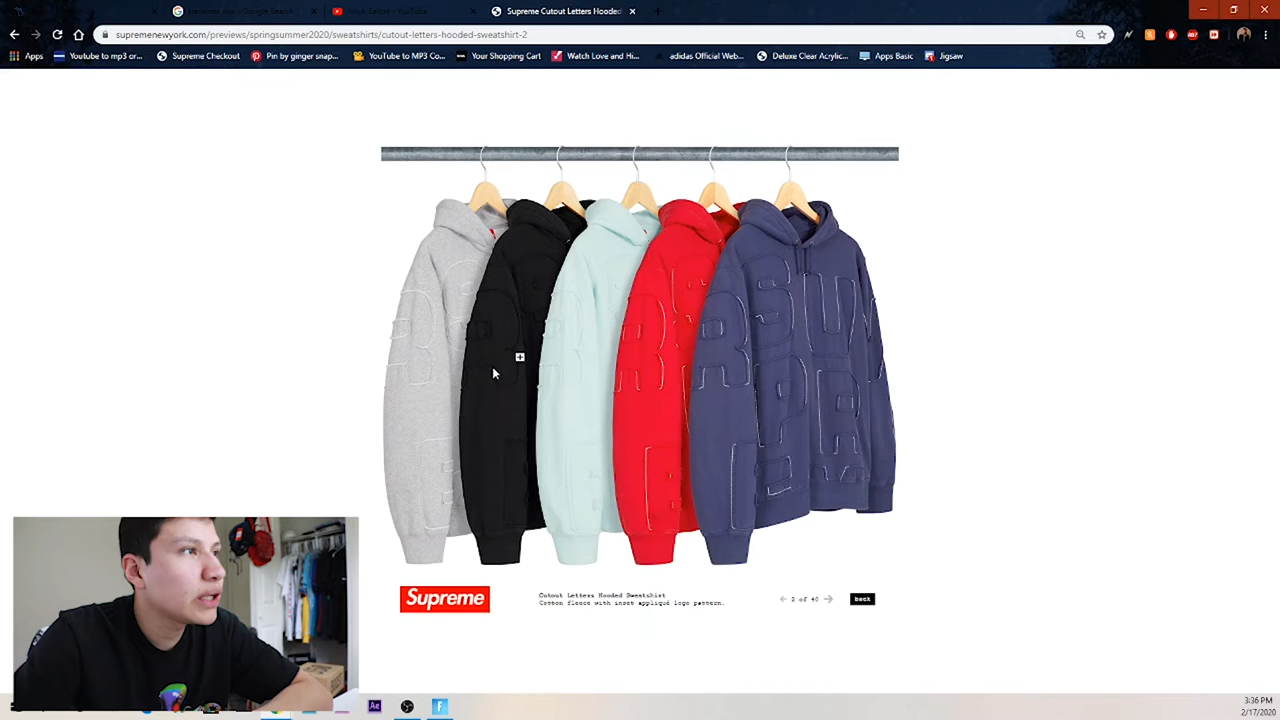 Supreme Cutout Letters Hooded
supremenewyork.com/previews/springsummer2020/sweatshirts/cutout-letters-hooded-sweatshirt-2
Apps Youtube to mp3 or... Supreme Checkout Pin by ginger snap... YouTube to MP3 Co... Your Shopping Cart Watch Love and Hi... adidas Official Web... Deluxe Clear Acrylic... Apps Basic Jigsaw
Supreme
Cutout Letters Hooded Sweatshirt
Cotton fleece with inset appliqué logo pattern.
2 of 40
back
Ae
3:36 PM
2/17/2020